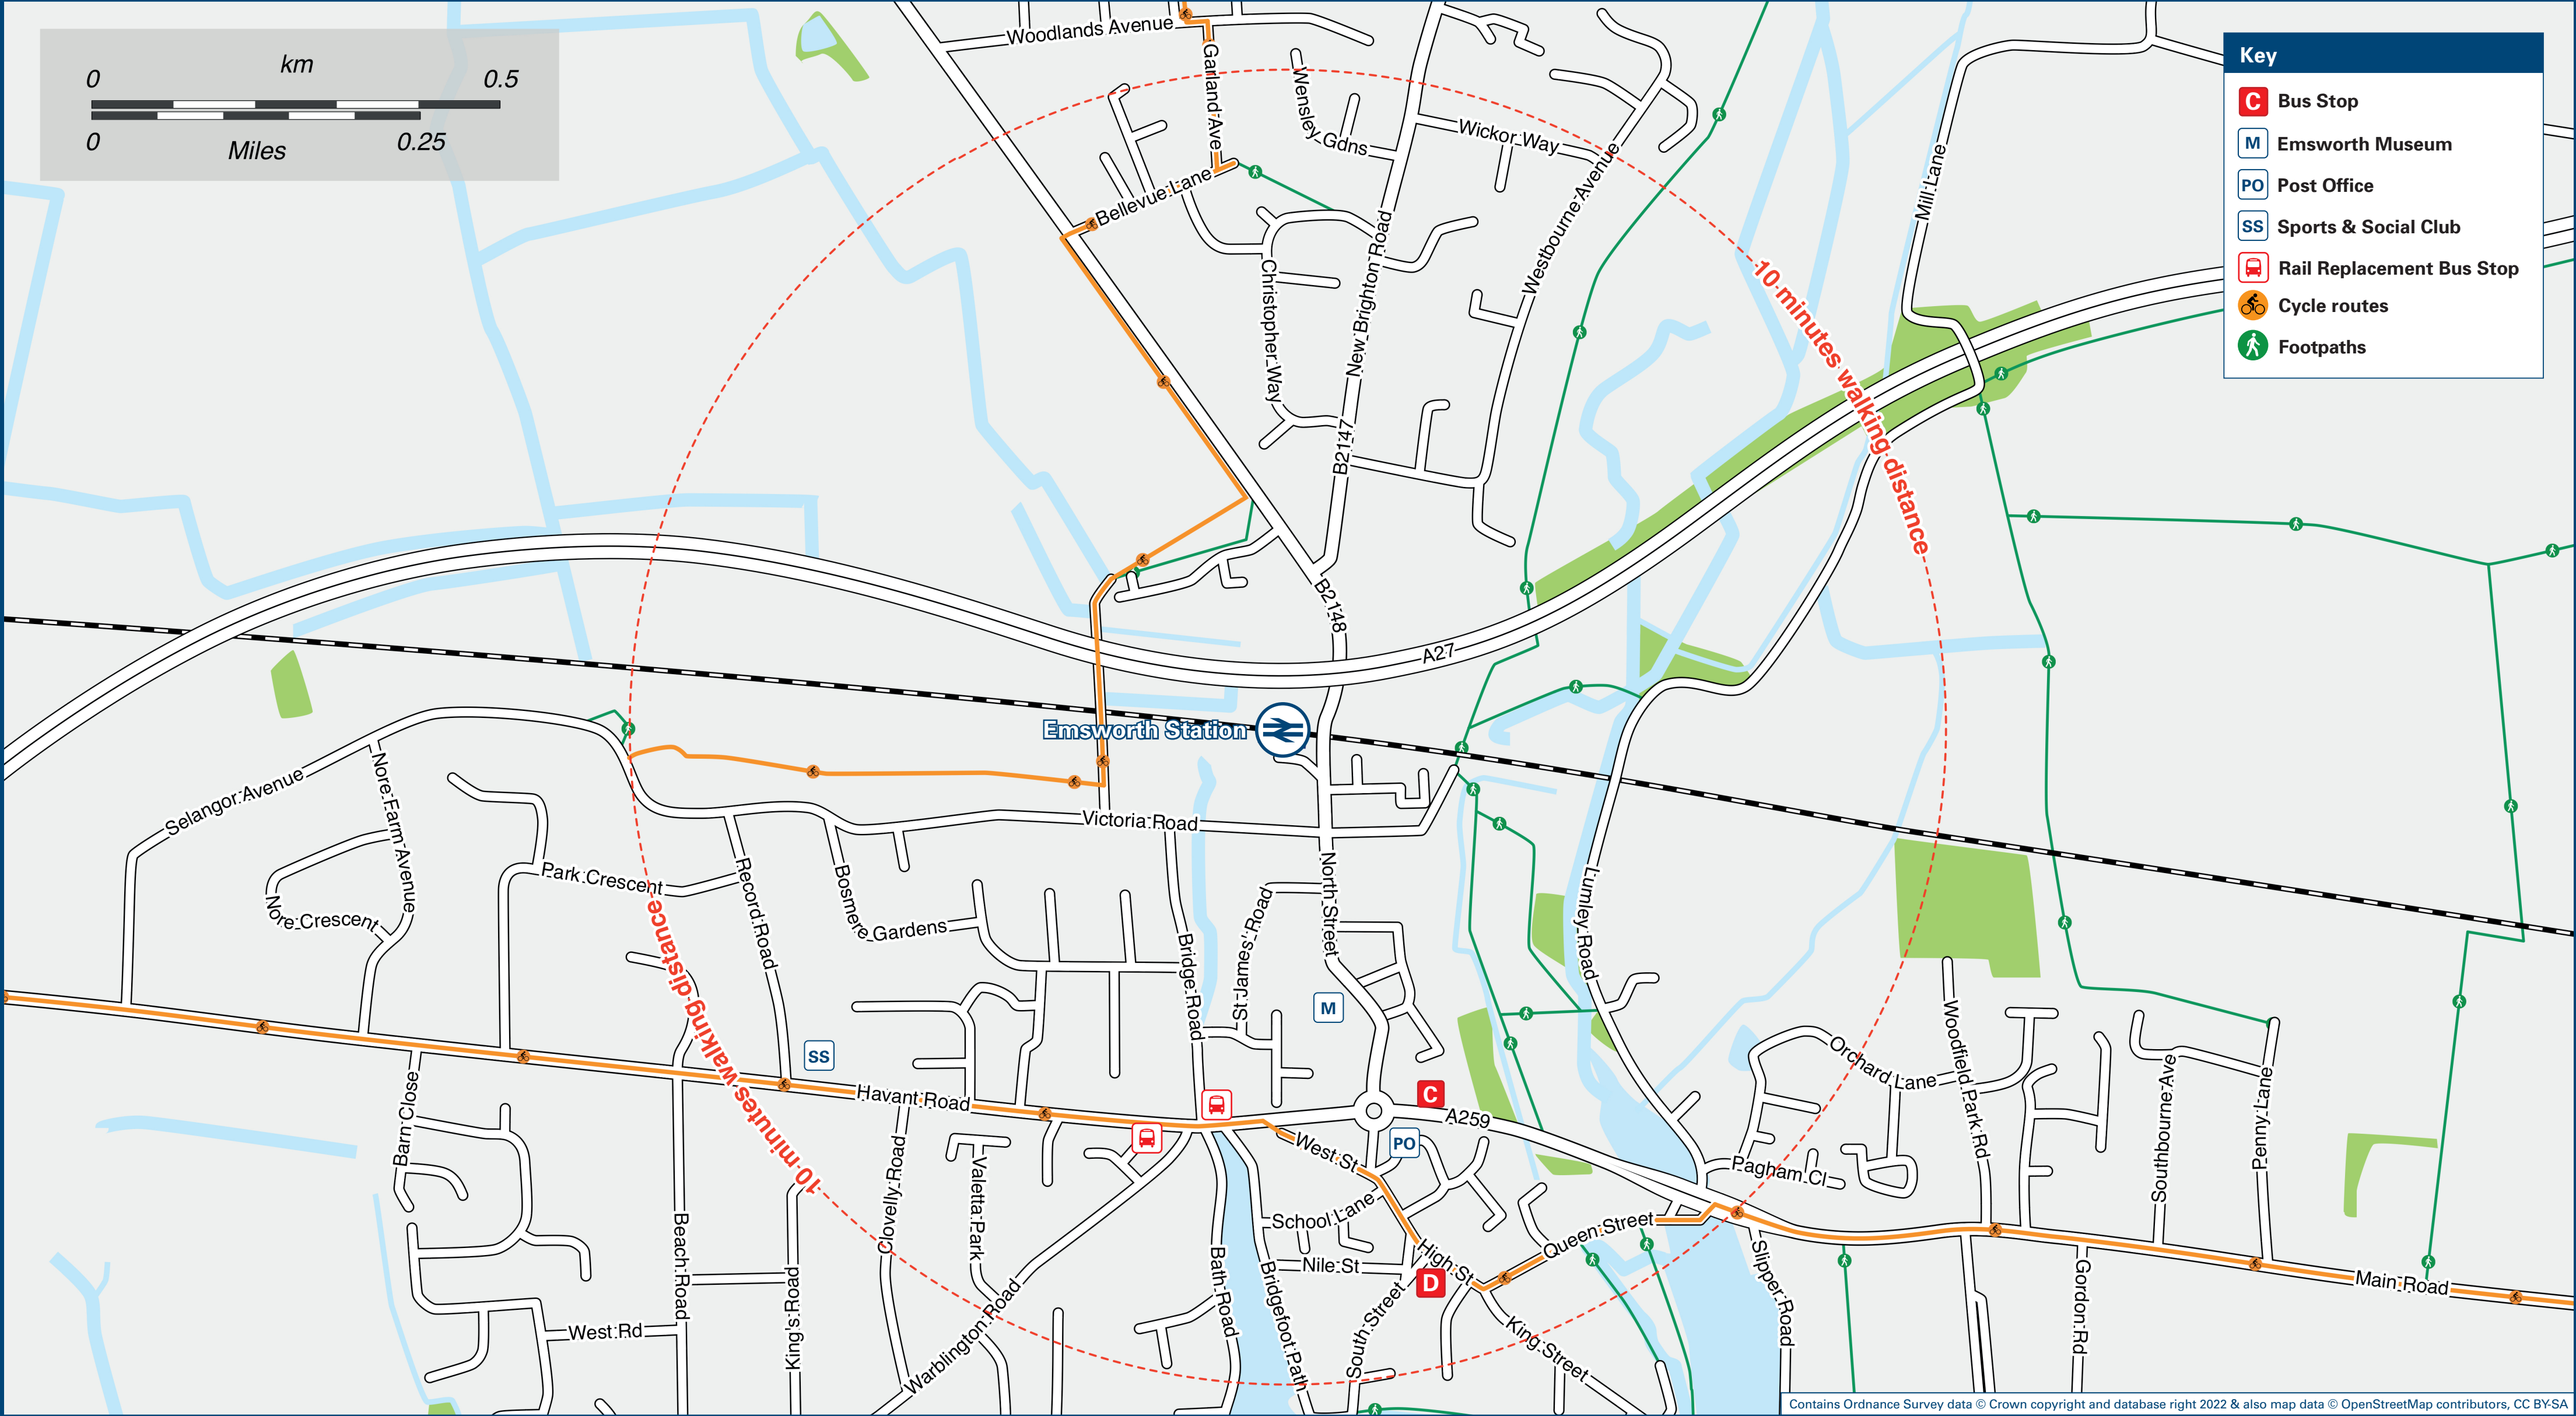 km
0
0.5
0
Miles
0.25
Key
C Bus Stop
M Emsworth Museum
PO Post Office
SS Sports & Social Club
Rail Replacement Bus Stop
Cycle routes
Footpaths
Woodlands Avenue
Garland Ave
Wensley Gdns
Wickor Way
Westbourne Avenue
Mill Lane
Bellevue Lane
Christopher Way
New Brighton Road
B2147
10 minutes walking distance
B2148
A27
Emsworth Station
Selangor Avenue
Nore Farm Avenue
Nore Crescent
Park Crescent
Record Road
Bosmere Gardens
Victoria Road
Bridge Road
St James' Road
North Street
Lumley Road
M
SS
10 minutes walking distance
Havant Road
C
A259
PO
West St
School Lane
Nile St
High St
D
Queen Street
King Street
South Street
Bridgefoot Path
Bath Road
Warblington Road
Valetta Park
Clovelly Road
King's Road
Beach Road
West Rd
Barn Close
Orchard Lane
Pagham Cl
Woodfield Park Rd
Southbourne Ave
Penny Lane
Slipper Road
Gordon Rd
Main Road
Contains Ordnance Survey data © Crown copyright and database right 2022 & also map data © OpenStreetMap contributors, CC BY-SA